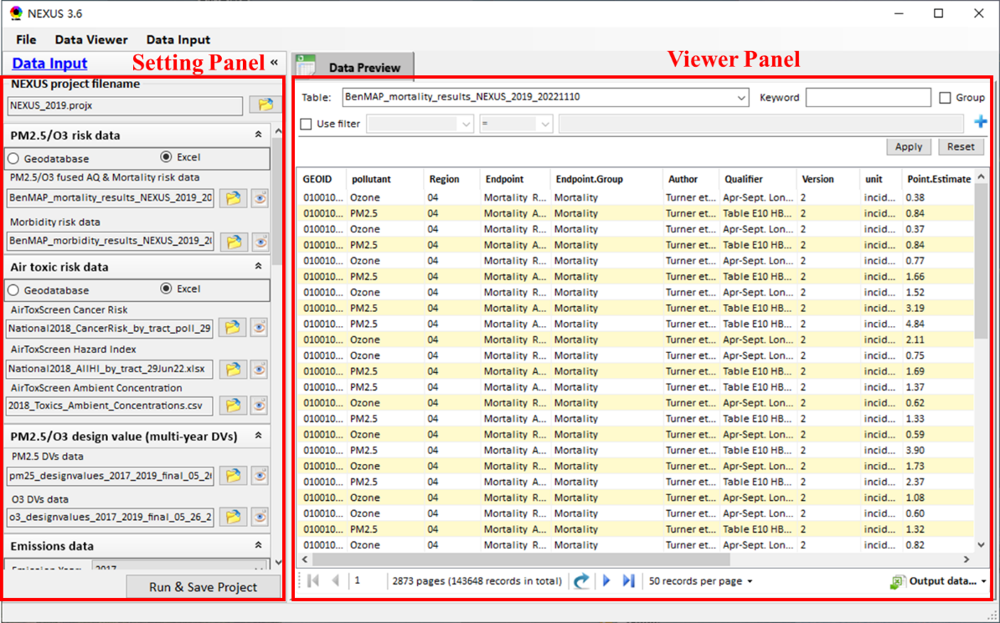 NEXUS 3.6
File Data Viewer Data Input
Data Input Setting Panel «
NEXUS project filename
NEXUS_2019.projx
PM2.5/O3 risk data
Geodatabase Excel
PM2.5/O3 fused AQ & Mortality risk data
BenMAP_mortality_results_NEXUS_2019_20
Morbidity risk data
BenMAP_morbidity_results_NEXUS_2019_2
Air toxic risk data
Geodatabase Excel
AirToxScreen Cancer Risk
National2018_CancerRisk_by_tract_poll_29
AirToxScreen Hazard Index
National2018_AllHI_by_tract_29Jun22.xlsx
AirToxScreen Ambient Concentration
2018_Toxics_Ambient_Concentrations.csv
PM2.5/O3 design value (multi-year DVs)
PM2.5 DVs data
pm25_designvalues_2017_2019_final_05_2
O3 DVs data
o3_designvalues_2017_2019_final_05_26_2
Emissions data
Emission Year: 2017
Run & Save Project
Viewer Panel
Data Preview
Table: BenMAP_mortality_results_NEXUS_2019_20221110 Keyword Group
Use filter =
Apply Reset
GEOID pollutant Region Endpoint Endpoint.Group Author Qualifier Version unit Point.Estimate
010010... Ozone 04 Mortality R... Mortality Turner et... Apr-Sept. Lon... 2 incid... 0.38
010010... PM2.5 04 Mortality A... Mortality Turner et... Table E10 HB... 2 incid... 0.84
010010... Ozone 04 Mortality R... Mortality Turner et... Apr-Sept. Lon... 2 incid... 0.37
010010... PM2.5 04 Mortality A... Mortality Turner et... Table E10 HB... 2 incid... 0.84
010010... Ozone 04 Mortality R... Mortality Turner et... Apr-Sept. Lon... 2 incid... 0.77
010010... PM2.5 04 Mortality A... Mortality Turner et... Table E10 HB... 2 incid... 1.66
010010... Ozone 04 Mortality R... Mortality Turner et... Apr-Sept. Lon... 2 incid... 1.52
010010... PM2.5 04 Mortality A... Mortality Turner et... Table E10 HB... 2 incid... 3.19
010010... PM2.5 04 Mortality A... Mortality Turner et... Table E10 HB... 2 incid... 4.84
010010... Ozone 04 Mortality R... Mortality Turner et... Apr-Sept. Lon... 2 incid... 2.11
010010... Ozone 04 Mortality R... Mortality Turner et... Apr-Sept. Lon... 2 incid... 0.75
010010... PM2.5 04 Mortality A... Mortality Turner et... Table E10 HB... 2 incid... 1.69
010010... PM2.5 04 Mortality A... Mortality Turner et... Table E10 HB... 2 incid... 1.37
010010... Ozone 04 Mortality R... Mortality Turner et... Apr-Sept. Lon... 2 incid... 0.62
010010... PM2.5 04 Mortality A... Mortality Turner et... Table E10 HB... 2 incid... 1.33
010010... Ozone 04 Mortality R... Mortality Turner et... Apr-Sept. Lon... 2 incid... 0.59
010010... PM2.5 04 Mortality A... Mortality Turner et... Table E10 HB... 2 incid... 3.90
010010... Ozone 04 Mortality R... Mortality Turner et... Apr-Sept. Lon... 2 incid... 1.73
010010... PM2.5 04 Mortality A... Mortality Turner et... Table E10 HB... 2 incid... 2.37
010010... Ozone 04 Mortality R... Mortality Turner et... Apr-Sept. Lon... 2 incid... 1.08
010010... Ozone 04 Mortality R... Mortality Turner et... Apr-Sept. Lon... 2 incid... 0.60
010010... PM2.5 04 Mortality A... Mortality Turner et... Table E10 HB... 2 incid... 1.32
010010... Ozone 04 Mortality R... Mortality Turner et... Apr-Sept. Lon... 2 incid... 0.82
1 2873 pages (143648 records in total) 50 records per page Output data...